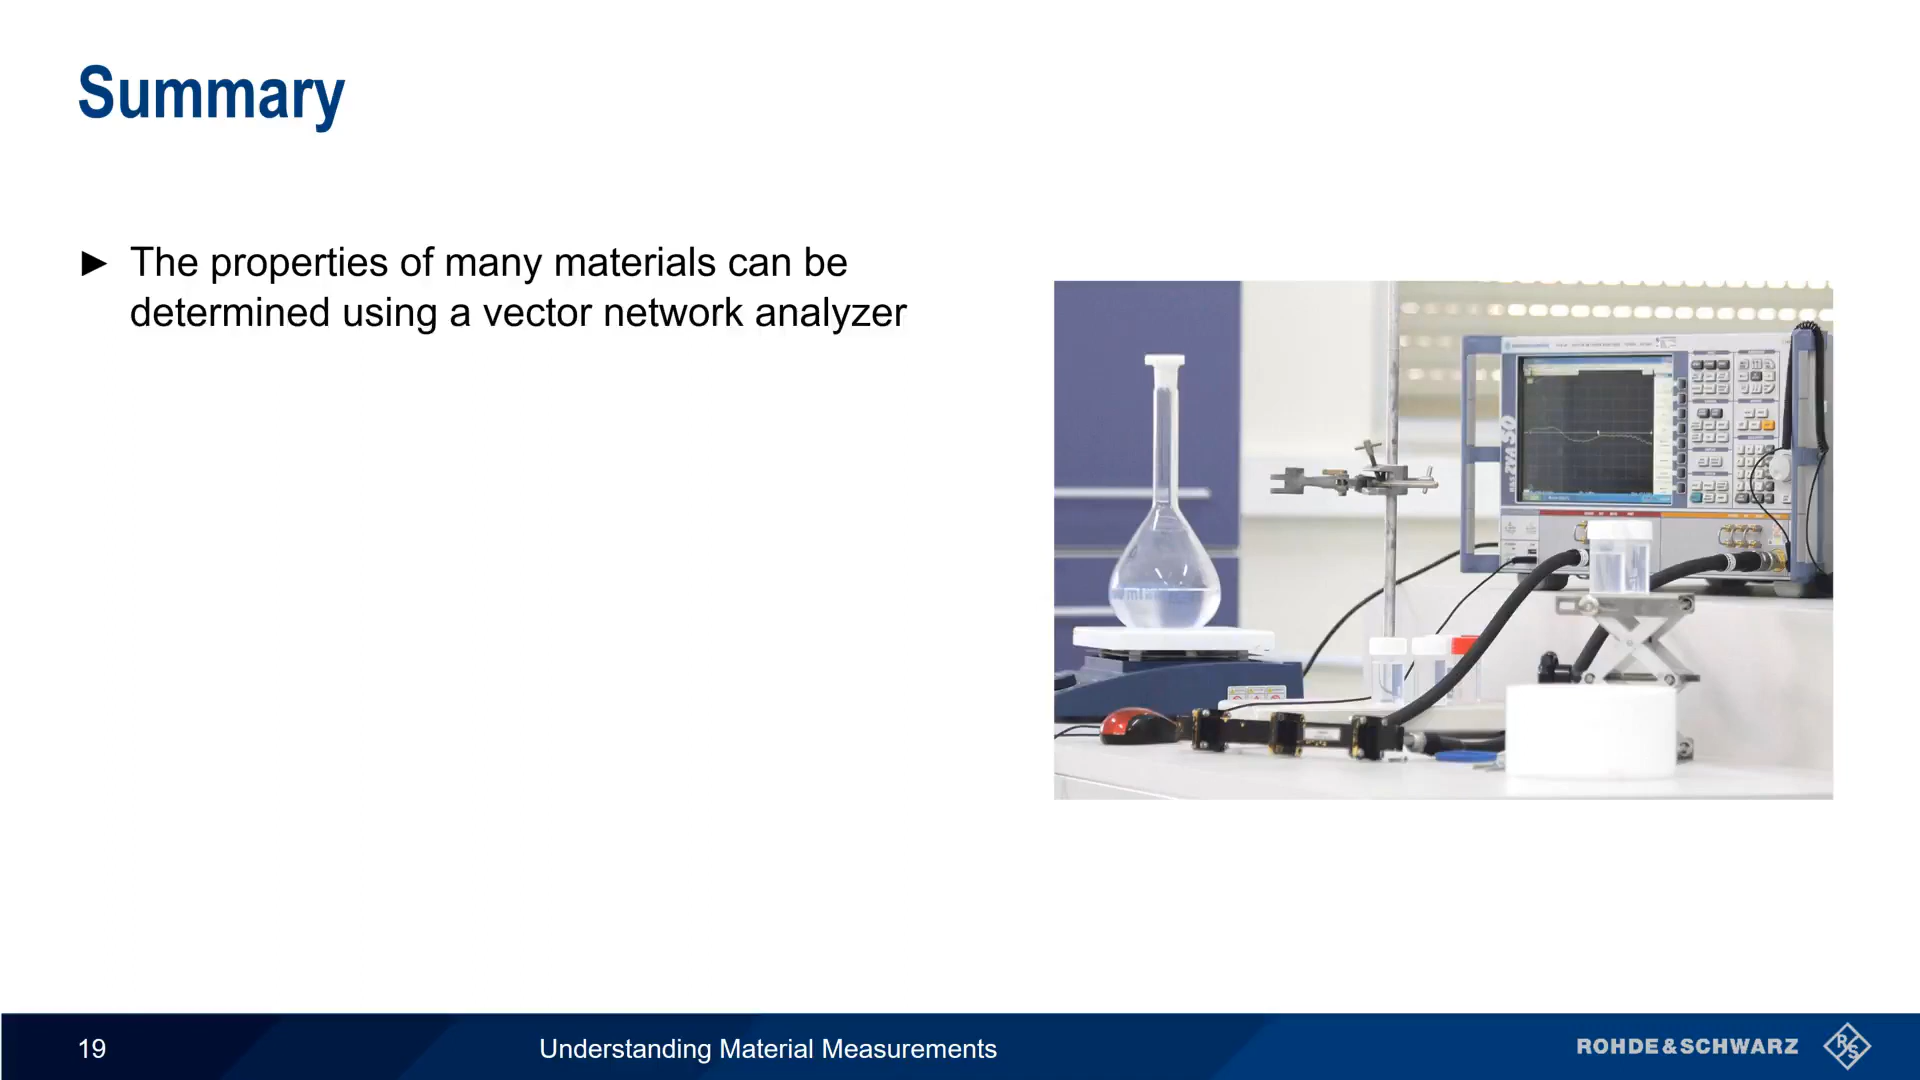 Summary
► The properties of many materials can be
determined using a vector network analyzer
19
Understanding Material Measurements
ROHDE & SCHWARZ
R S